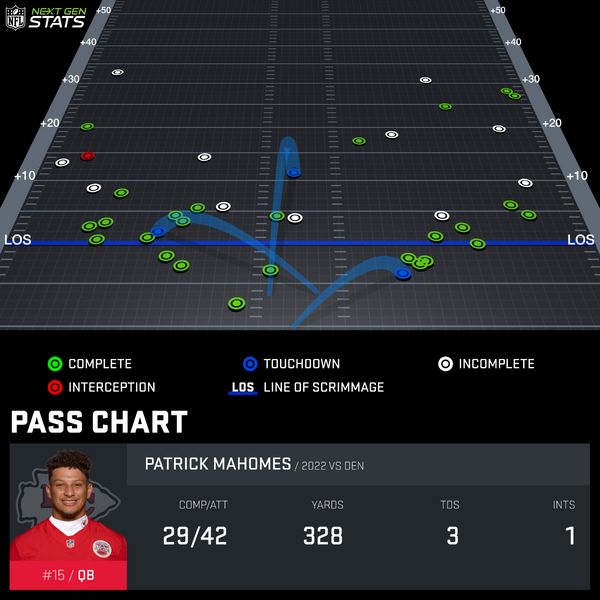 NFL NEXT GEN STATS
+50 +50
+40 +40
+30 +30
+20 +20
+10 +10
LOS LOS
COMPLETE TOUCHDOWN INCOMPLETE
INTERCEPTION LOS LINE OF SCRIMMAGE
PASS CHART
PATRICK MAHOMES / 2022 VS DEN
COMP/ATT YARDS TDS INTS
29/42 328 3 1
#15 / QB